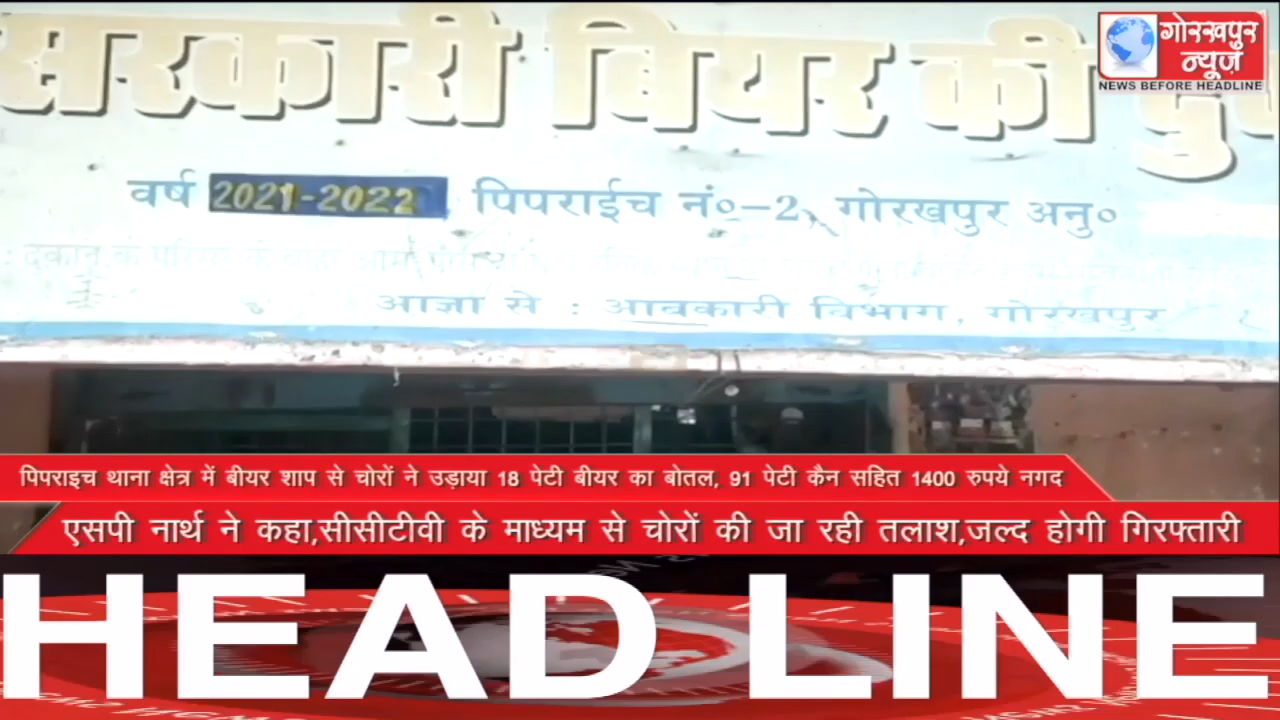 सरकारी बियर की
गोरखपुर
न्यूज़
NEWS BEFORE HEADLINE
वर्ष 2021-2022 पिपराईच नं०-2, गोरखपुर अनु०
आज्ञा से : आबकारी विभाग, गोरखपुर
पिपराइच थाना क्षेत्र में बीयर शाप से चोरों ने उड़ाया 18 पेटी बीयर का बोतल, 91 पेटी कैन सहित 1400 रुपये नगद
एसपी नार्थ ने कहा,सीसीटीवी के माध्यम से चोरों की जा रही तलाश,जल्द होगी गिरफ्तारी
HEAD LINE